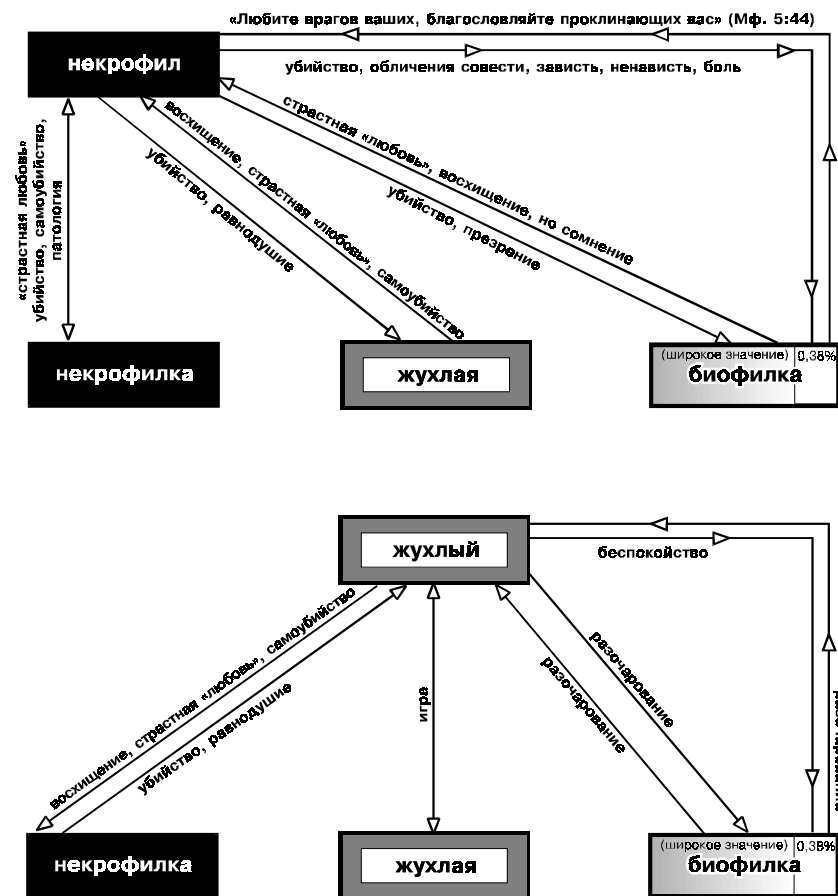 «Любите врагов ваших, благословляйте проклинающих вас» (Мф. 5:44)
некрофил
убийство, обличения совести, зависть, ненависть, боль
«страстная любовь»
убийство, самоубийство,
патология
восхищение, страстная «любовь», самоубийство
убийство, равнодушие
страстная «любовь», восхищение, но сомнение
убийство, презрение
некрофилка
жухлая
(широкое значение) 0,38%
биофилка
жухлый
беспокойство
восхищение, страстная «любовь», самоубийство
убийство, равнодушие
игра
разочарование
разочарование
некрофилка
жухлая
(широкое значение) 0,38%
биофилка